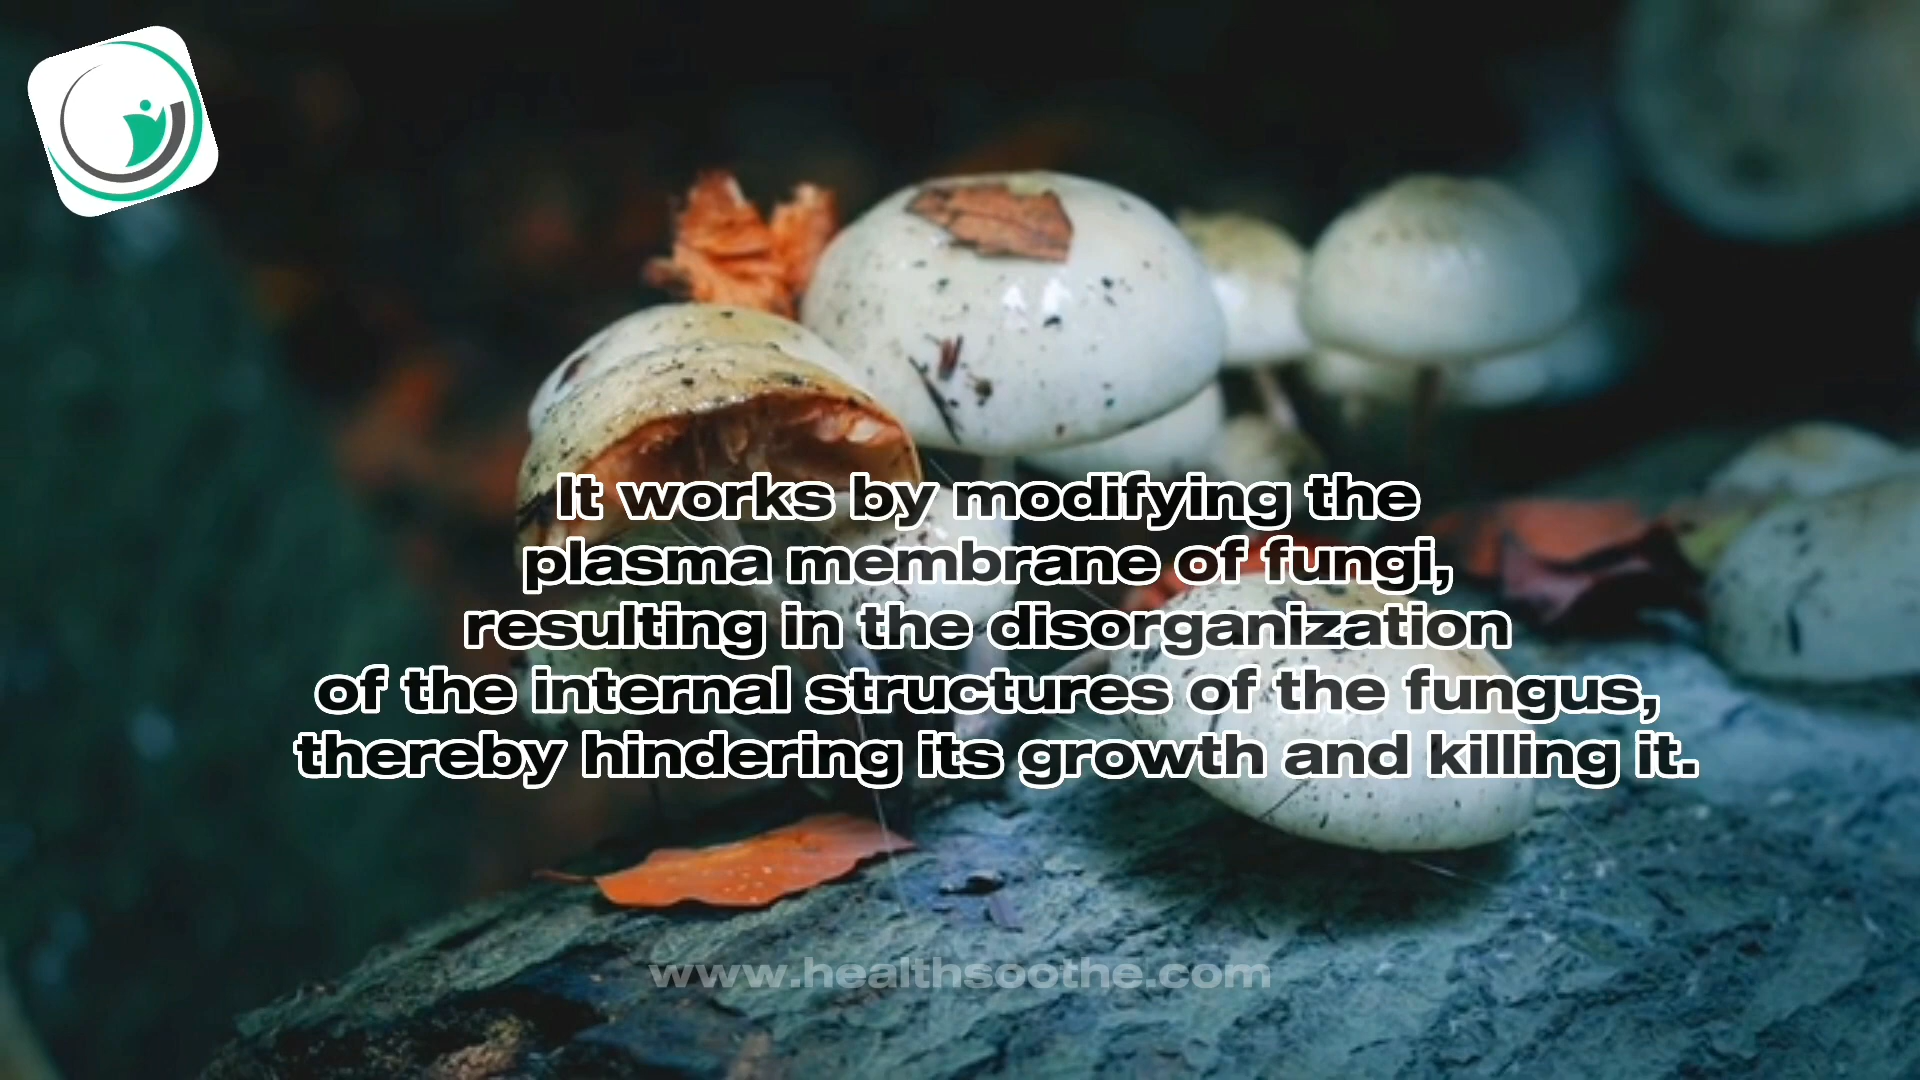 It works by modifying the
plasma membrane of fungi,
resulting in the disorganization
of the internal structures of the fungus,
thereby hindering its growth and killing it.
www.healthsoothe.com